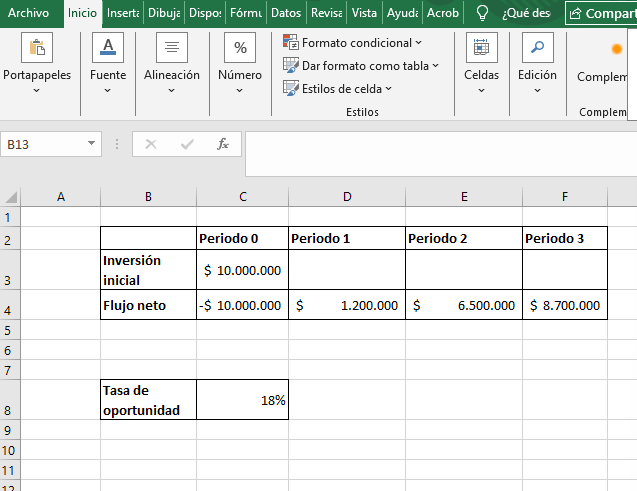 Archivo Inicio Inserta Dibuja Dispos Fórmu Datos Revisa Vista Ayuda Acrob ¿Qué des Compart
Portapapeles Fuente Alineación Número
Formato condicional
Dar formato como tabla
Estilos de celda
Estilos
Celdas Edición Complem
Complem
B13 fx
A B C D E F
1
2 Periodo 0 Periodo 1 Periodo 2 Periodo 3
3 Inversión
inicial $ 10.000.000
4 Flujo neto -$ 10.000.000 $ 1.200.000 $ 6.500.000 $ 8.700.000
5
6
7
8 Tasa de
oportunidad 18%
9
10
11
12